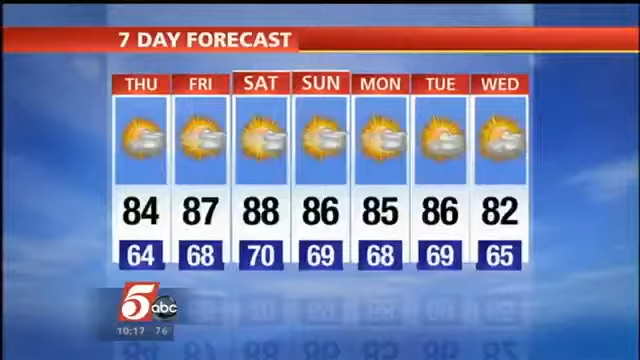 7 DAY FORECAST
THU FRI SAT SUN MON TUE WED
84 87 88 86 85 86 82
64 68 70 69 68 69 65
5 abc
10:17 76